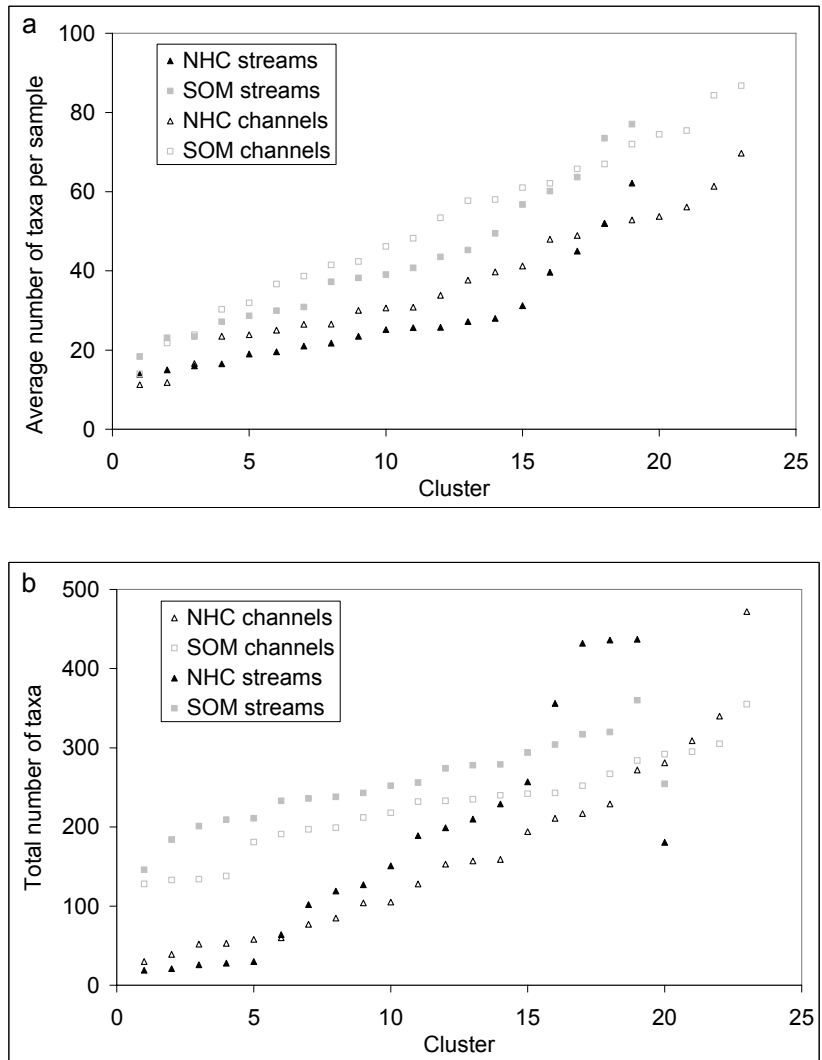 a
100
80
60
40
20
0
Average number of taxa per sample
NHC streams
SOM streams
NHC channels
SOM channels
0 5 10 15 20 25
Cluster
b
500
400
300
200
100
0
Total number of taxa
NHC channels
SOM channels
NHC streams
SOM streams
0 5 10 15 20 25
Cluster